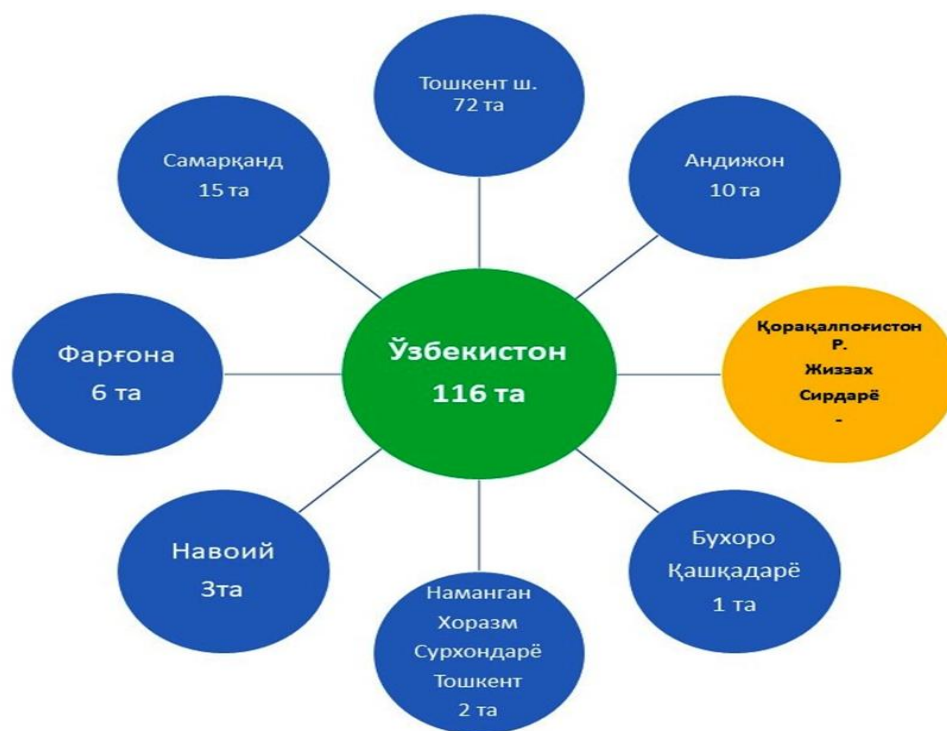 Тошкент ш.
72 та
Самарқанд
15 та
Андижон
10 та
Фарғона
6 та
Ўзбекистон
116 та
Қорақалпоғистон
Р.
Жиззах
Сирдарё
-
Навоий
3та
Наманган
Хоразм
Сурхондарё
Тошкент
2 та
Бухоро
Қашқадарё
1 та